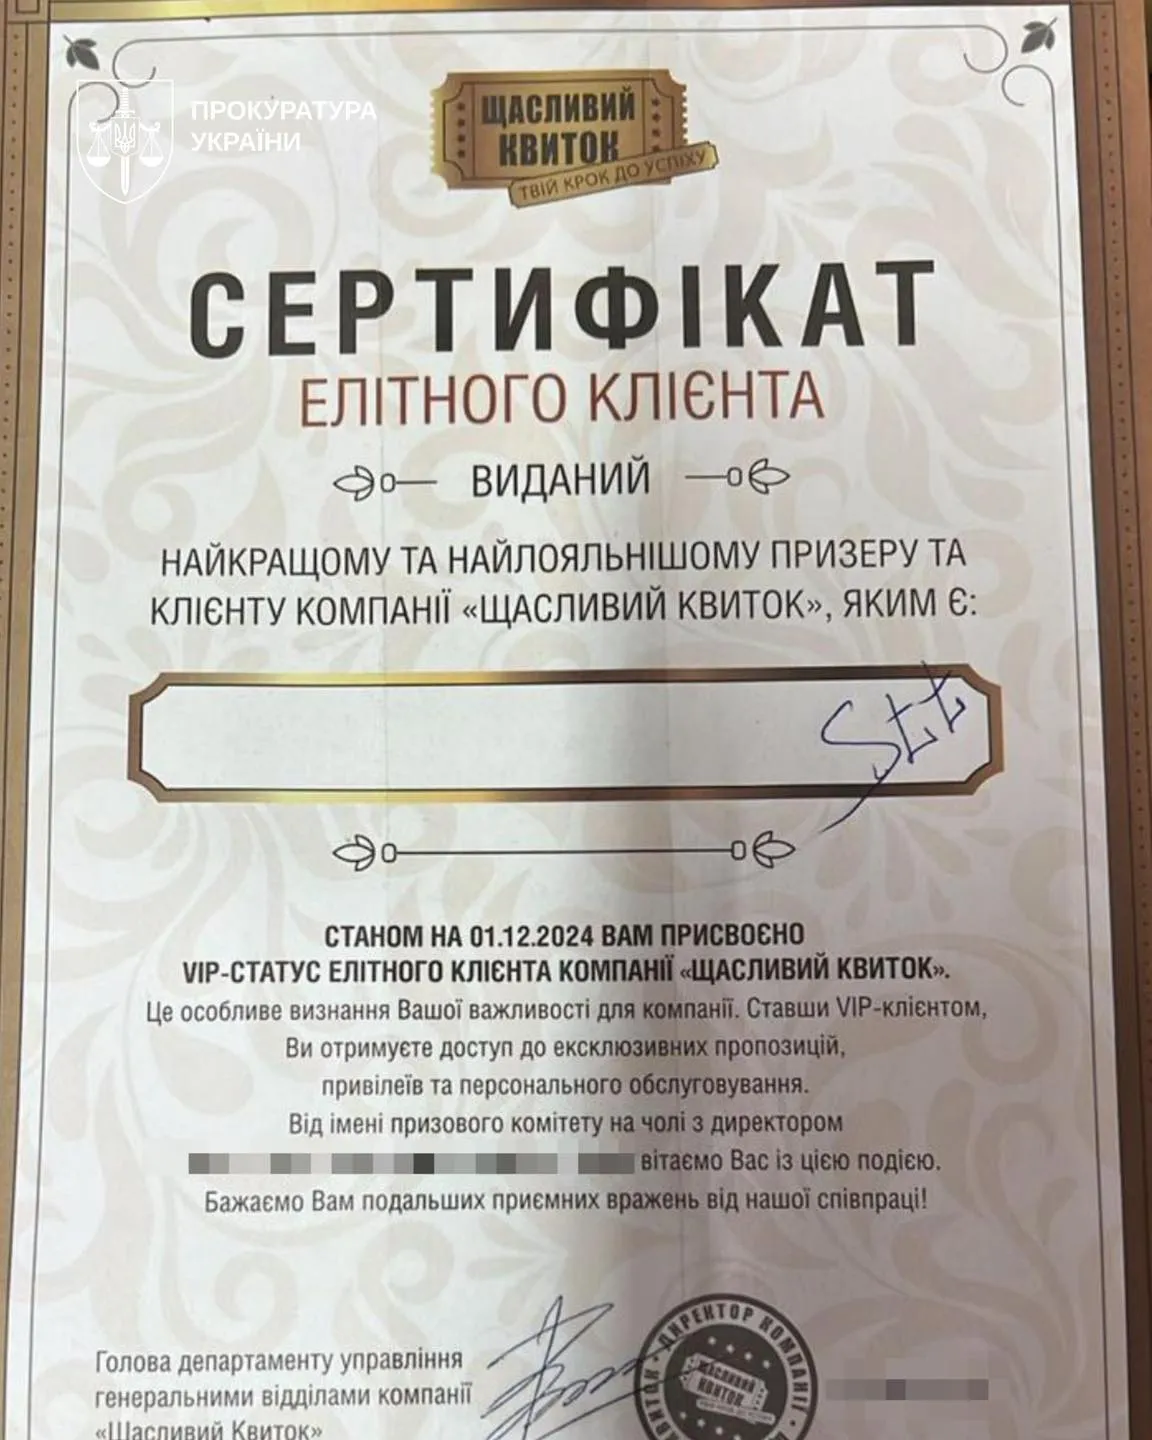 ПРОКУРАТУРА
УКРАЇНИ
ЩАСЛИВИЙ
КВИТОК
ТВІЙ КРОК ДО УСПІХУ
СЕРТИФІКАТ
ЕЛІТНОГО КЛІЄНТА
ВИДАНИЙ
НАЙКРАЩОМУ ТА НАЙЛОЯЛЬНІШОМУ ПРИЗЕРУ ТА
КЛІЄНТУ КОМПАНІЇ «ЩАСЛИВИЙ КВИТОК», ЯКИМ Є:
СТАНОМ НА 01.12.2024 ВАМ ПРИСВОЄНО
VIP-СТАТУС ЕЛІТНОГО КЛІЄНТА КОМПАНІЇ «ЩАСЛИВИЙ КВИТОК».
Це особливе визнання Вашої важливості для компанії. Ставши VIP-клієнтом,
Ви отримуєте доступ до ексклюзивних пропозицій,
привілеїв та персонального обслуговування.
Від імені призового комітету на чолі з директором
вітаємо Вас із цією подією.
Бажаємо Вам подальших приємних вражень від нашої співпраці!
Голова департаменту управління
генеральними відділами компанії
«Щасливий Квиток»
ДИРЕКТОР КОМПАНІЇ
ЩАСЛИВИЙ
КВИТОК